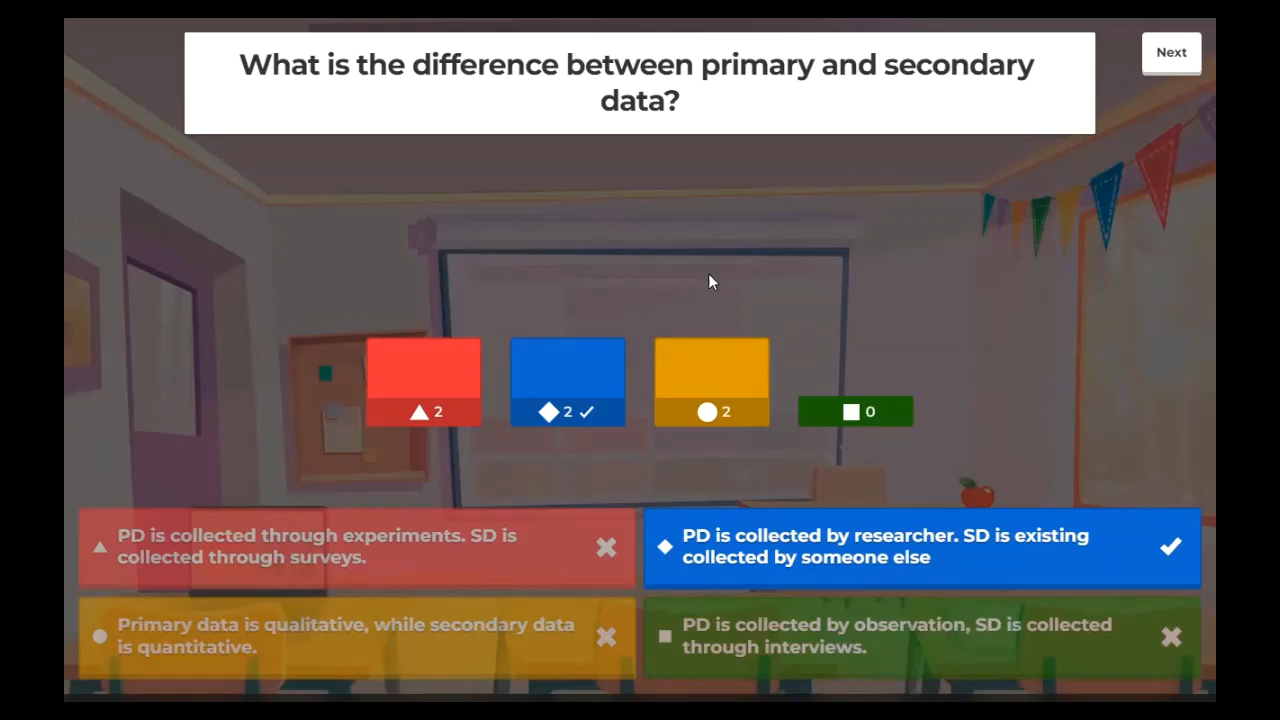 What is the difference between primary and secondary
data?
Next
2
2
2
0
PD is collected through experiments. SD is
collected through surveys.
PD is collected by researcher. SD is existing
collected by someone else
Primary data is qualitative, while secondary data
is quantitative.
PD is collected by observation, SD is collected
through interviews.